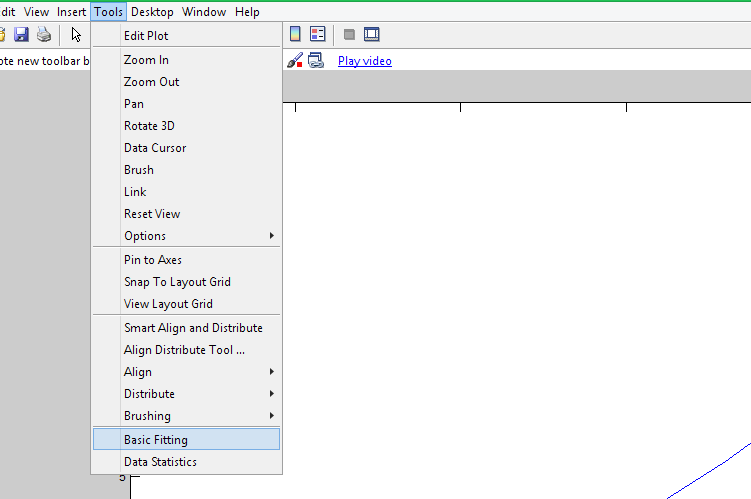 dit View Insert Tools Desktop Window Help
ote new toolbar b
Play video
Edit Plot
Zoom In
Zoom Out
Pan
Rotate 3D
Data Cursor
Brush
Link
Reset View
Options
Pin to Axes
Snap To Layout Grid
View Layout Grid
Smart Align and Distribute
Align Distribute Tool ...
Align
Distribute
Brushing
Basic Fitting
Data Statistics
5